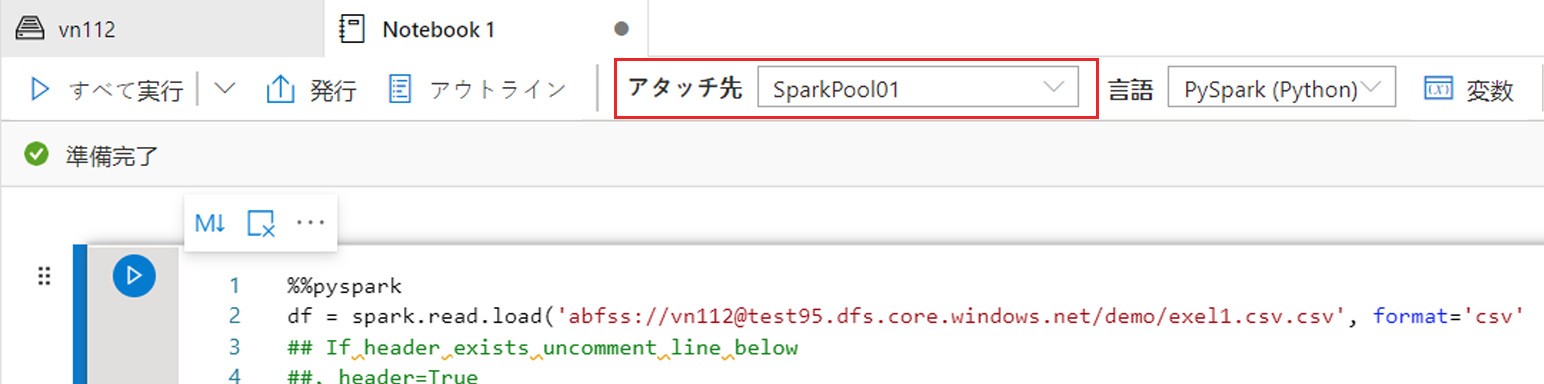 vn112 Notebook 1
すべて実行 発行 アウトライン アタッチ先 SparkPool01 言語 PySpark (Python) 変数
準備完了
M↓ ...
1 %%pyspark
2 df = spark.read.load('abfss://vn112@test95.dfs.core.windows.net/demo/exel1.csv.csv', format='csv'
3 ## If header exists uncomment line below
4 ##, header=True